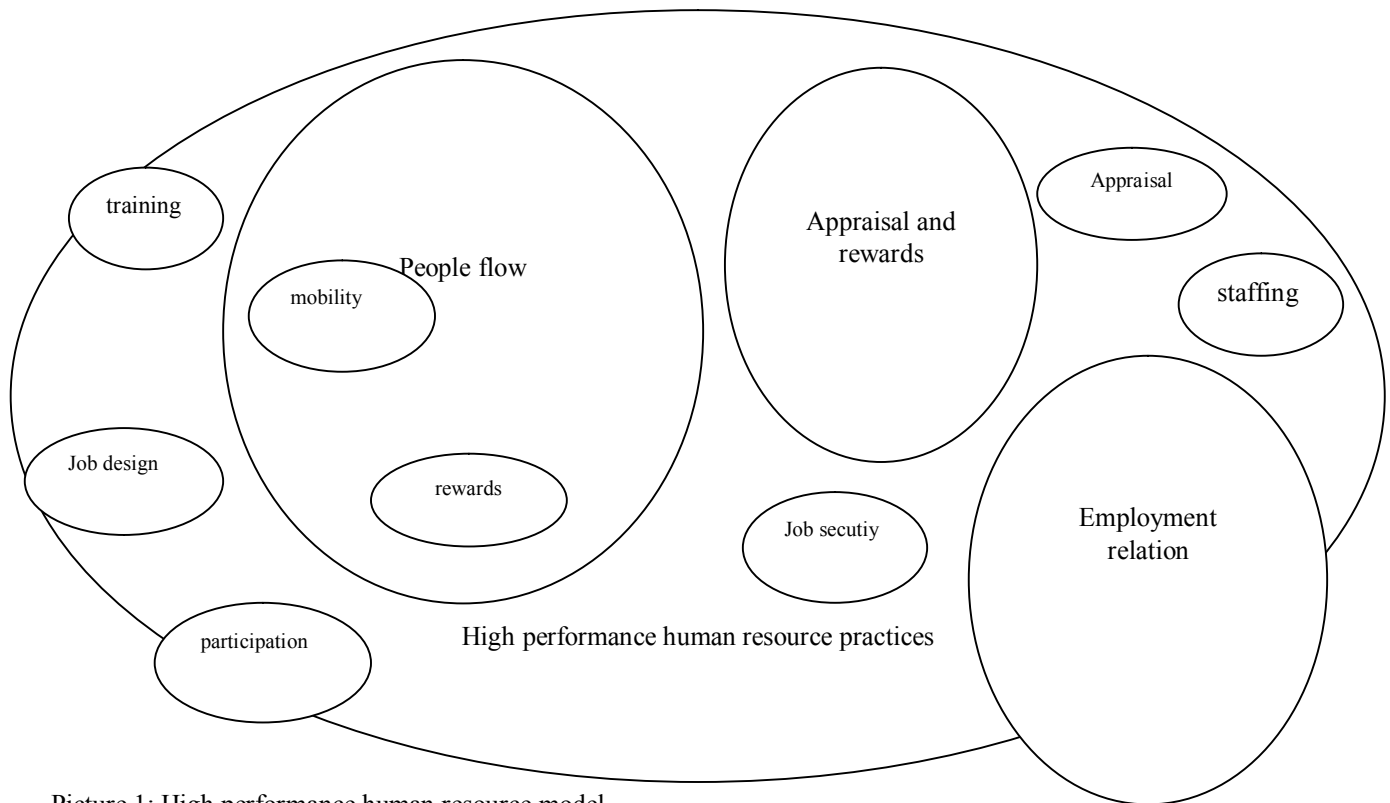 training
Appraisal
Appraisal and
rewards
People flow
mobility
staffing
Job design
rewards
Job secutiy
Employment
relation
participation
High performance human resource practices
Picture 1: High performance human resource model